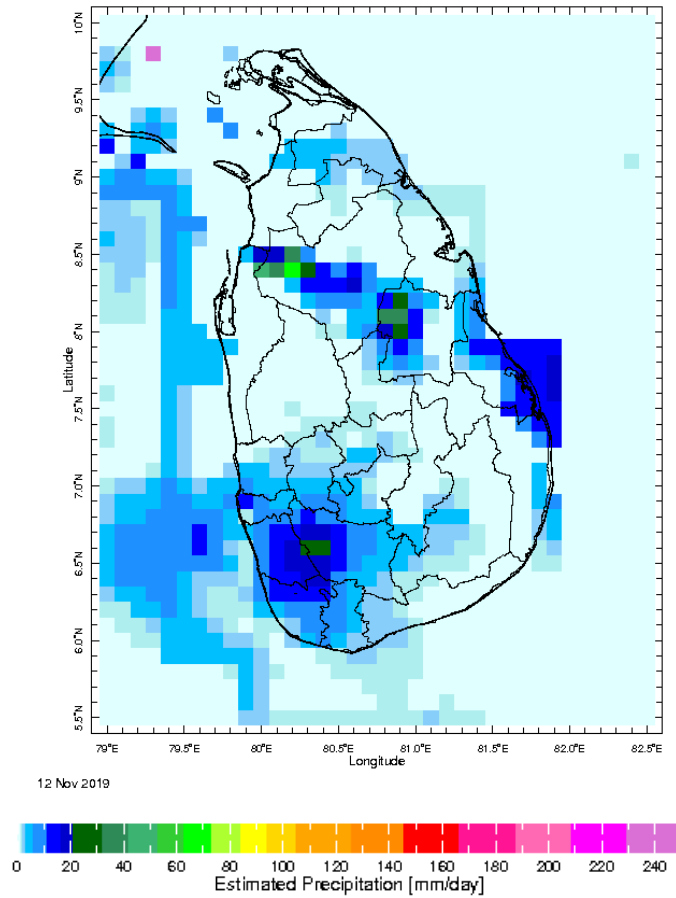 10°N
9.5°N
9°N
8.5°N
8°N
7.5°N
7.0°N
6.5°N
6.0°N
5.5°N
Latitude
79°E 79.5°E 80°E 80.5°E 81.0°E 81.5°E 82.0°E 82.5°E
Longitude
12 Nov 2019
0 20 40 60 80 100 120 140 160 180 200 220 240
Estimated Precipitation [mm/day]